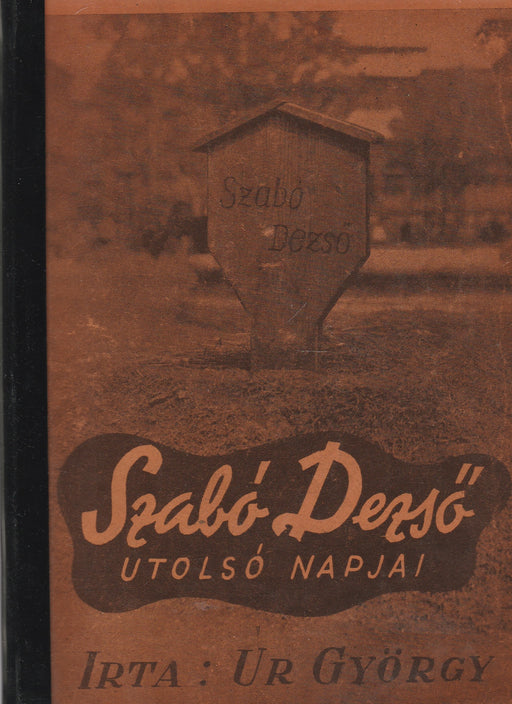 Szabó
Dezső
Szabó Dezső
UTOLSÓ NAPJAI
IRTA: UR GYÖRGY